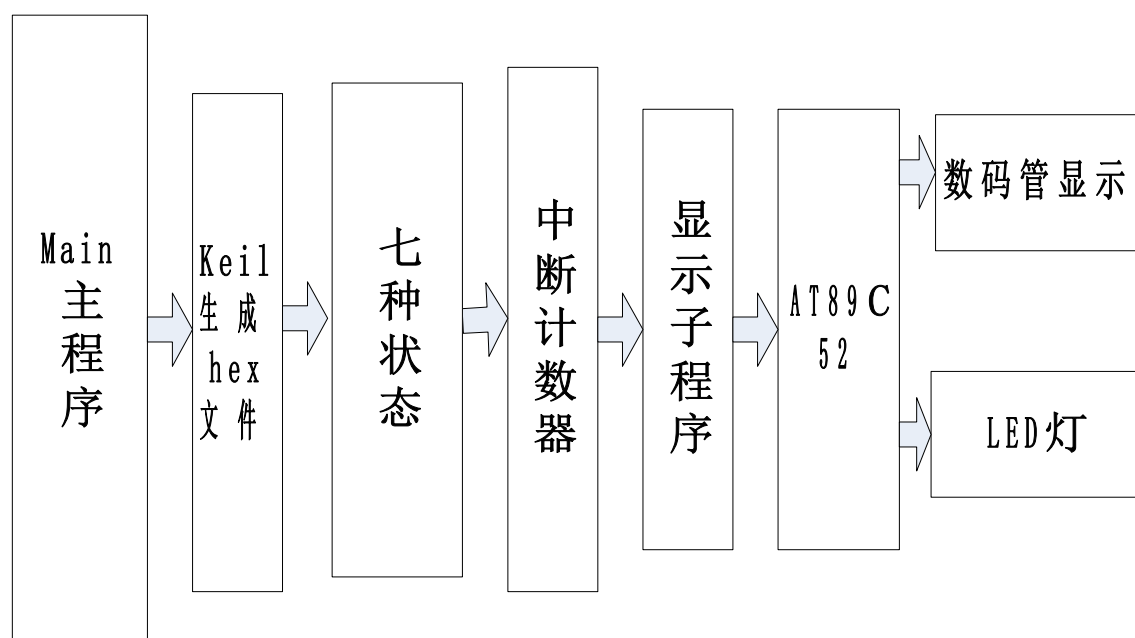 Main
主
程
序
Keil
生成
hex
文件
七
种
状
态
中
断
计
数
器
显
示
子
程
序
AT89C
52
数码管显示
LED灯